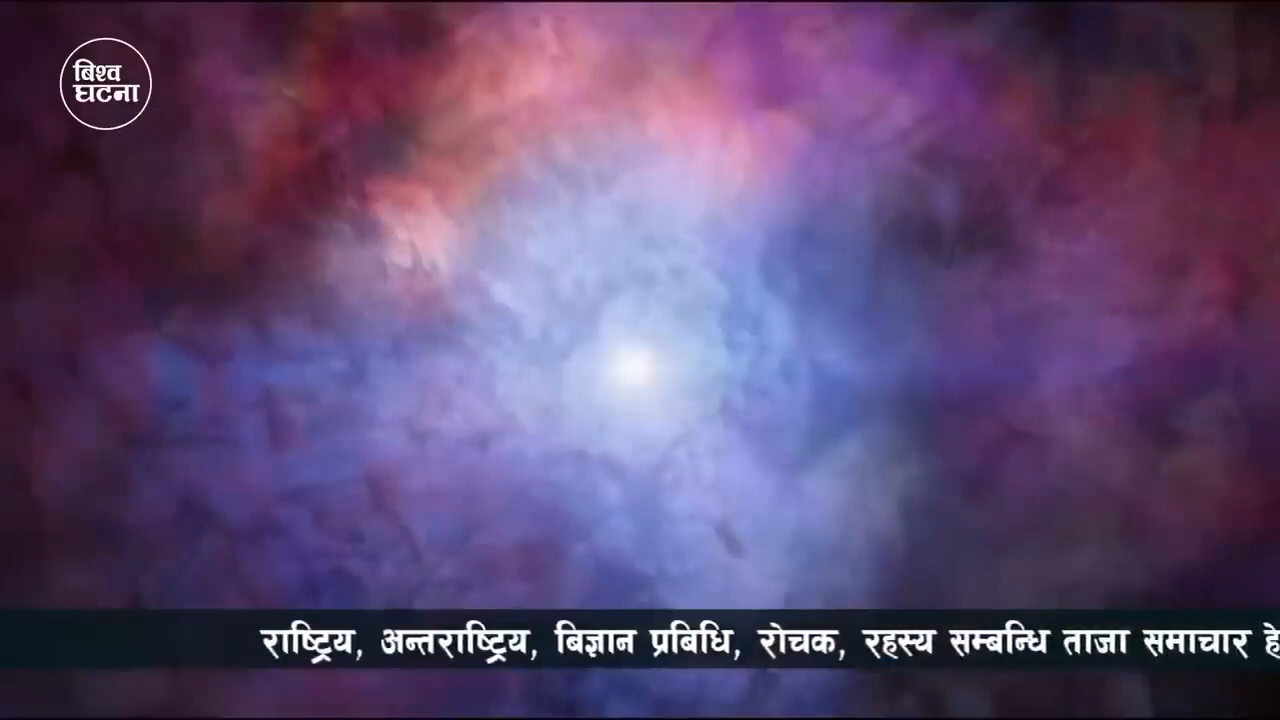 बिश्व
घटना
राष्ट्रिय, अन्तराष्ट्रिय, बिज्ञान प्रबिधि, रोचक, रहस्य सम्बन्धि ताजा समाचार हे